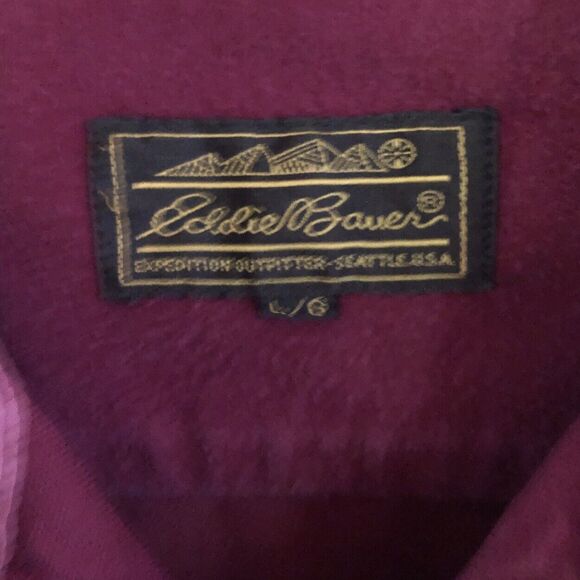 Eddie Bauer®
EXPEDITION OUTFITTER-SEATTLE, U.S.A.